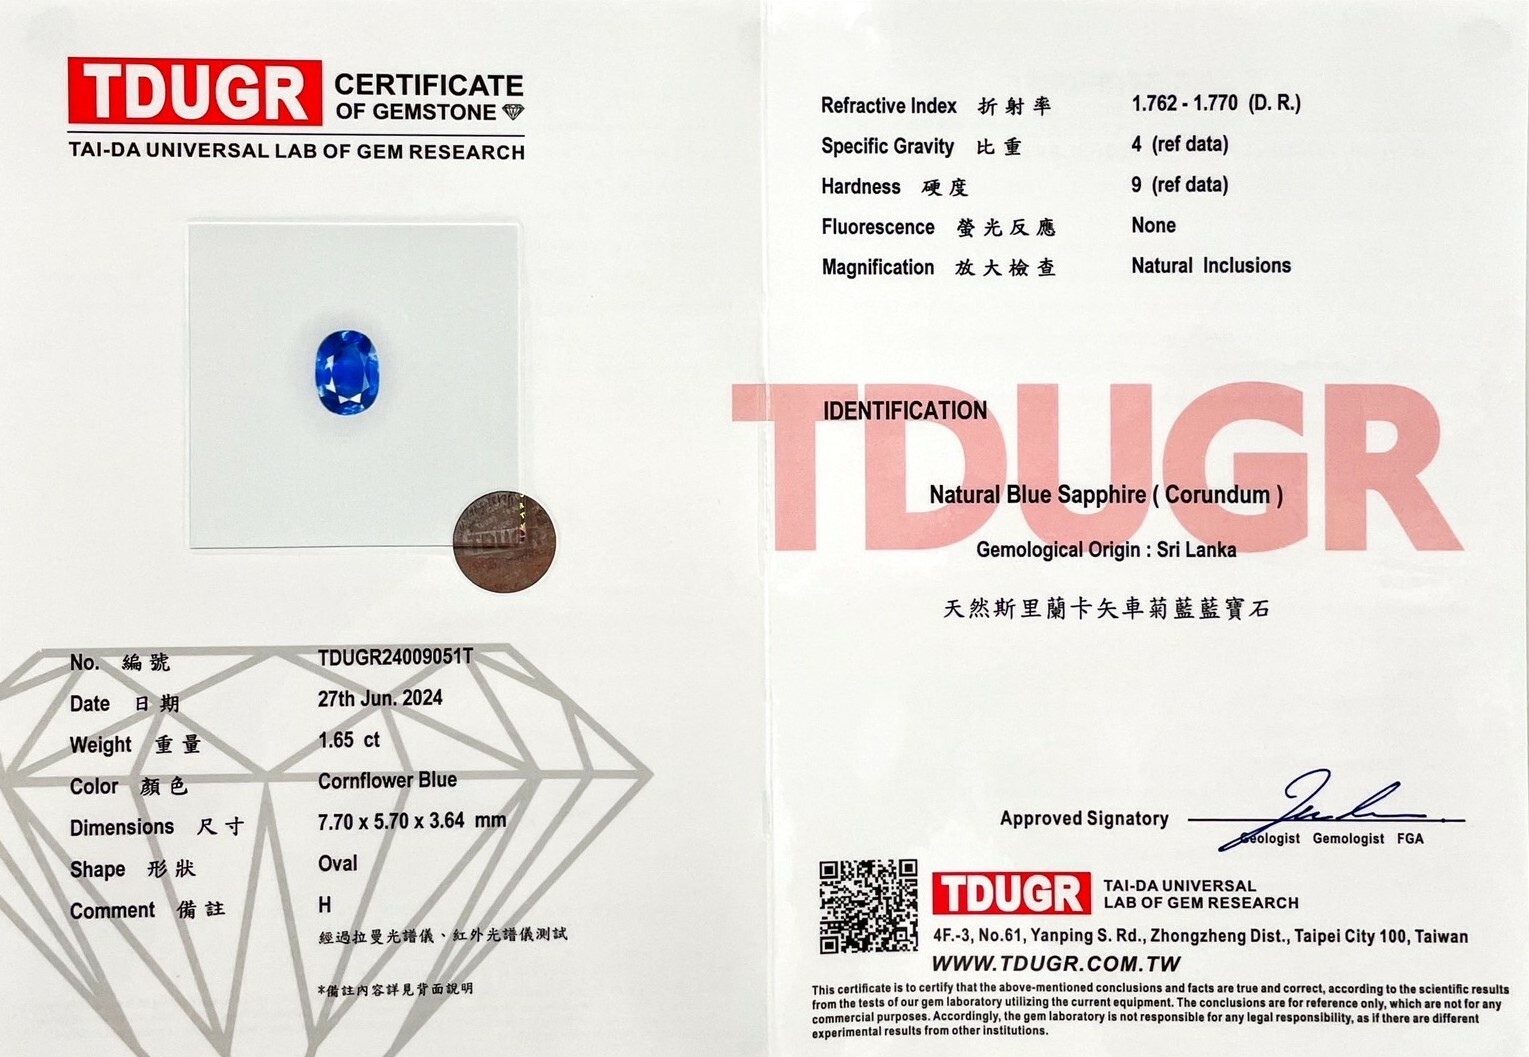 TDUGR CERTIFICATE
OF GEMSTONE
TAI-DA UNIVERSAL LAB OF GEM RESEARCH
No. 編號 TDUGR24009051T
Date 日期 27th Jun. 2024
Weight 重量 1.65 ct
Color 顏色 Cornflower Blue
Dimensions 尺寸 7.70 x 5.70 x 3.64 mm
Shape 形狀 Oval
Comment 備註 H
經過拉曼光譜儀、紅外光譜儀測試
*備註內容詳見背面說明
Refractive Index 折射率 1.762 - 1.770 (D. R.)
Specific Gravity 比重 4 (ref data)
Hardness 硬度 9 (ref data)
Fluorescence 螢光反應 None
Magnification 放大檢查 Natural Inclusions
TDUGR
IDENTIFICATION
Natural Blue Sapphire ( Corundum )
Gemological Origin : Sri Lanka
天然斯里蘭卡矢車菊藍藍寶石
Approved Signatory
Geologist Gemologist FGA
TDUGR TAI-DA UNIVERSAL
LAB OF GEM RESEARCH
4F.-3, No.61, Yanping S. Rd., Zhongzheng Dist., Taipei City 100, Taiwan
WWW.TDUGR.COM.TW
This certificate is to certify that the above-mentioned conclusions and facts are true and correct, according to the scientific results
from the tests of our gem laboratory utilizing the current equipment. The conclusions are for reference only, which are not for any
commercial purposes. Accordingly, the gem laboratory is not responsible for any legal responsibility, as if there are different
experimental results from other institutions.